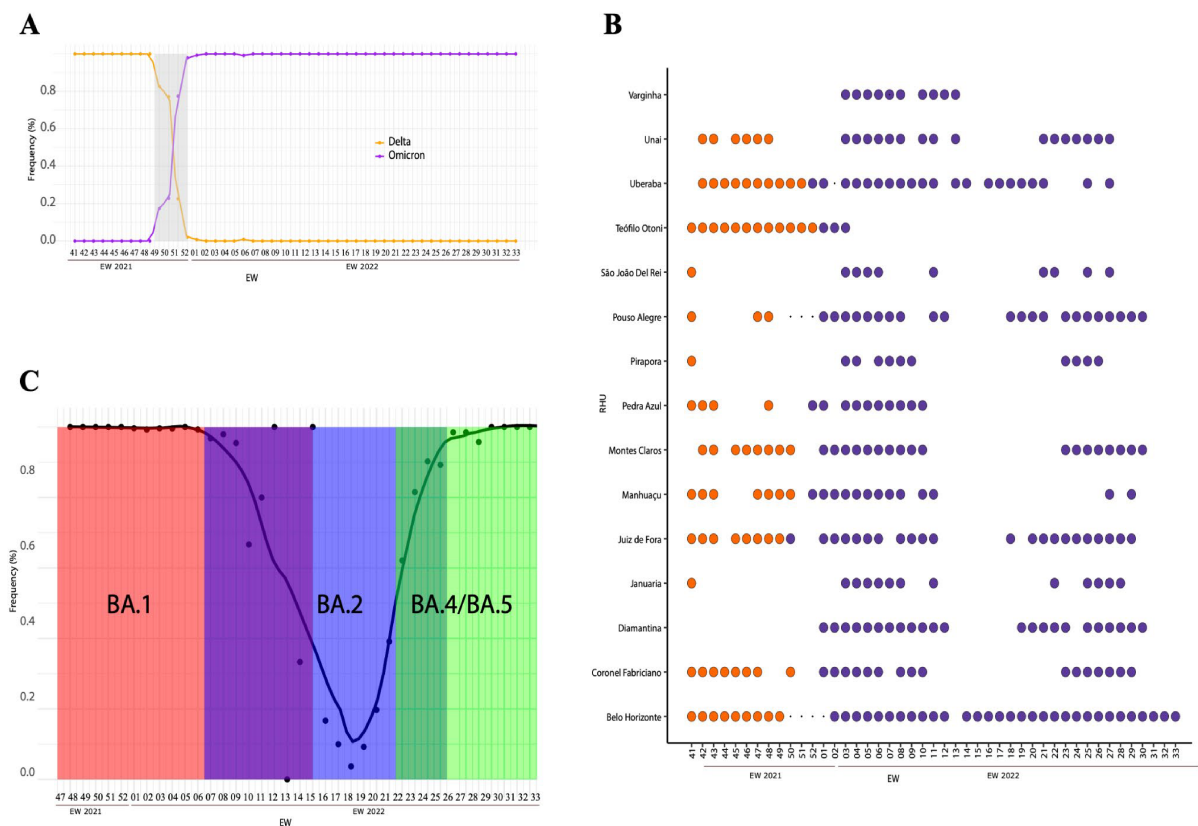 A
Frequency (%)
0.8
0.6
0.4
0.2
0.0
Delta
Omicron
41 42 43 44 45 46 47 48 49 50 51 52 01 02 03 04 05 06 07 08 09 10 11 12 13 14 15 16 17 18 19 20 21 22 23 24 25 26 27 28 29 30 31 32 33
EW 2021
EW 2022
EW
B
RHU
Varginha
Unai
Uberaba
Teófilo Otoni
São João Del Rei
Pouso Alegre
Pirapora
Pedra Azul
Montes Claros
Manhuaçu
Juiz de Fora
Januaria
Diamantina
Coronel Fabriciano
Belo Horizonte
41 42 43 44 45 46 47 48 49 50 51 52 01 02 03 04 05 06 07 08 09 10 11 12 13 14 15 16 17 18 19 20 21 22 23 24 25 26 27 28 29 30 31 32 33
EW 2021
EW
EW 2022
C
Frequency (%)
0.8
0.6
0.4
0.2
0.0
BA.1
BA.2
BA.4/BA.5
47 48 49 50 51 52 01 02 03 04 05 06 07 08 09 10 11 12 13 14 15 16 17 18 19 20 21 22 23 24 25 26 27 28 29 30 31 32 33
EW 2021
EW 2022
EW